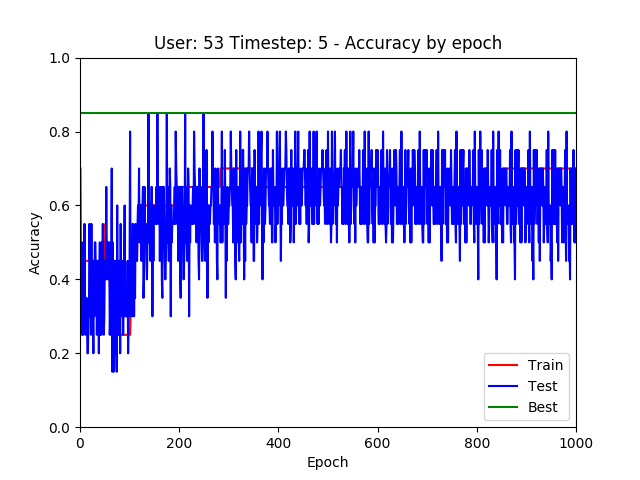 User: 53 Timestep: 5 - Accuracy by epoch
1.0
0.8
0.6
0.4
0.2
0.0
Accuracy
0 200 400 600 800 1000
Epoch
Train
Test
Best